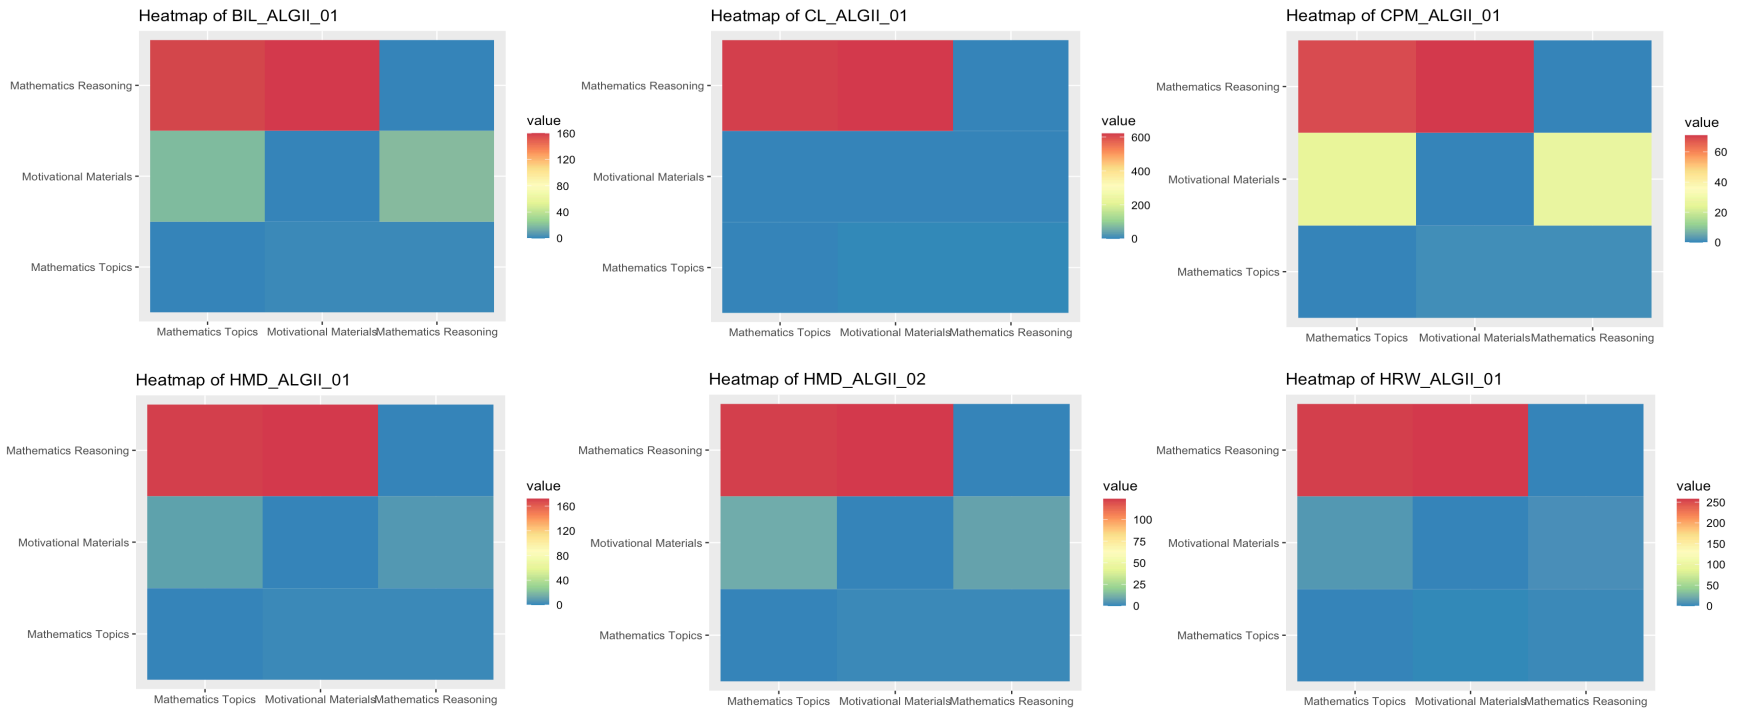 Heatmap of BIL_ALGII_01
Mathematics Reasoning
Motivational Materials
Mathematics Topics
Mathematics Topics Motivational Materials Mathematics Reasoning
value
160
120
80
40
0
Heatmap of CL_ALGII_01
Mathematics Reasoning
Motivational Materials
Mathematics Topics
Mathematics Topics Motivational Materials Mathematics Reasoning
value
600
400
200
0
Heatmap of CPM_ALGII_01
Mathematics Reasoning
Motivational Materials
Mathematics Topics
Mathematics Topics Motivational Materials Mathematics Reasoning
value
60
40
20
0
Heatmap of HMD_ALGII_01
Mathematics Reasoning
Motivational Materials
Mathematics Topics
Mathematics Topics Motivational Materials Mathematics Reasoning
value
160
120
80
40
0
Heatmap of HMD_ALGII_02
Mathematics Reasoning
Motivational Materials
Mathematics Topics
Mathematics Topics Motivational Materials Mathematics Reasoning
value
100
75
50
25
0
Heatmap of HRW_ALGII_01
Mathematics Reasoning
Motivational Materials
Mathematics Topics
Mathematics Topics Motivational Materials Mathematics Reasoning
value
250
200
150
100
50
0